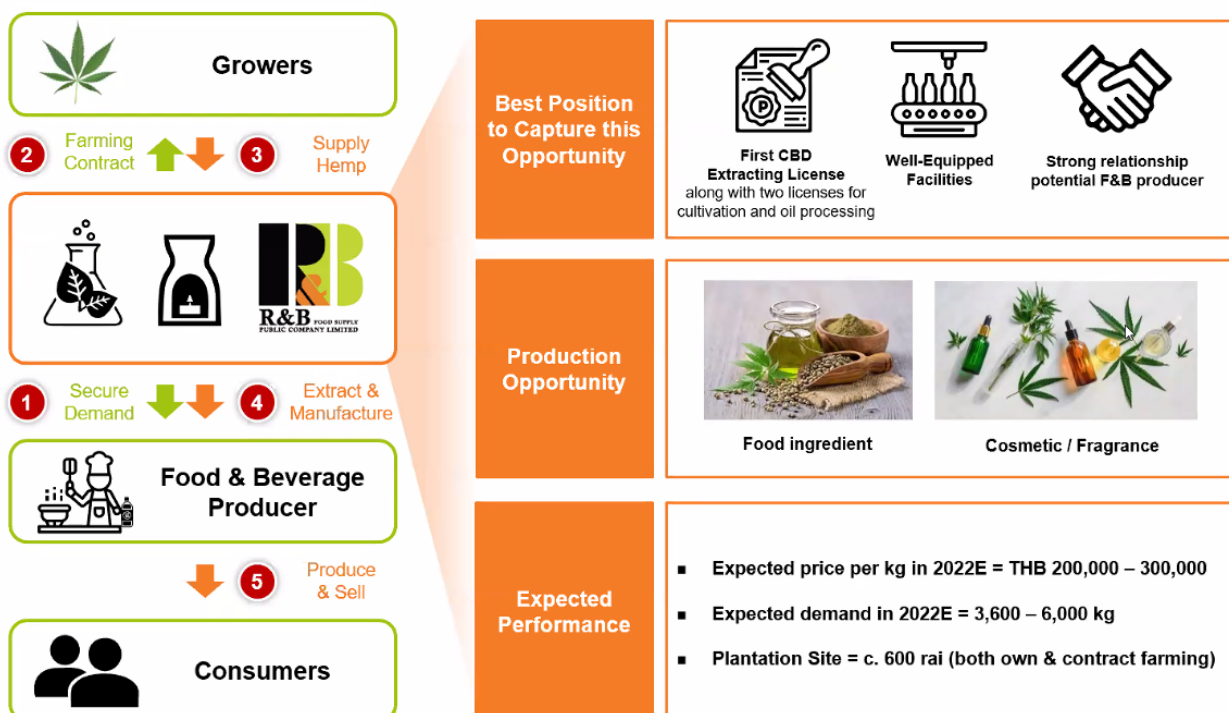 Growers
2
Farming
Contract
3
Supply
Hemp
R&B
R&B FOOD SUPPLY
PUBLIC COMPANY LIMITED
1
Secure
Demand
4
Extract &
Manufacture
Food & Beverage
Producer
5
Produce
& Sell
Consumers
Best Position
to Capture this
Opportunity
P
First CBD
Extracting License
along with two licenses for
cultivation and oil processing
Well-Equipped
Facilities
Strong relationship
potential F&B producer
Production
Opportunity
Food ingredient
Cosmetic / Fragrance
Expected
Performance
■ Expected price per kg in 2022E = THB 200,000 – 300,000
■ Expected demand in 2022E = 3,600 – 6,000 kg
■ Plantation Site = c. 600 rai (both own & contract farming)